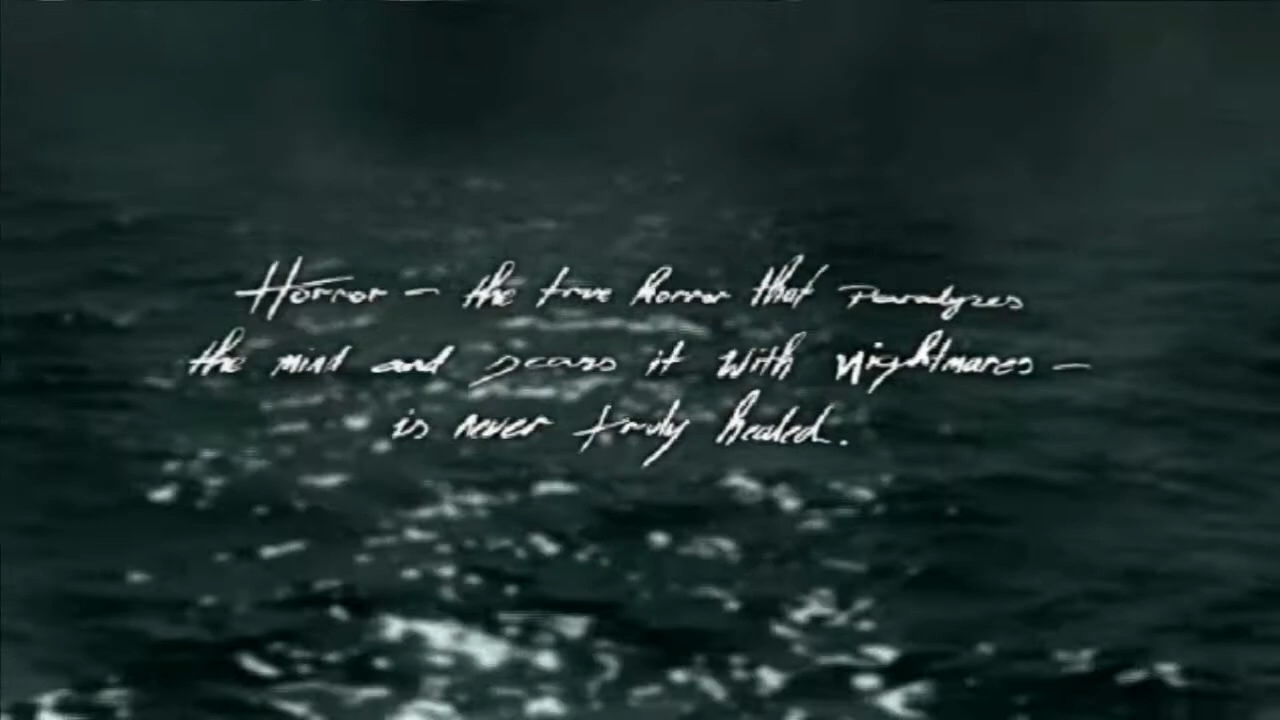 Horror – the true horror that paralyzes
the mind and scars it with nightmares –
is never truly healed.